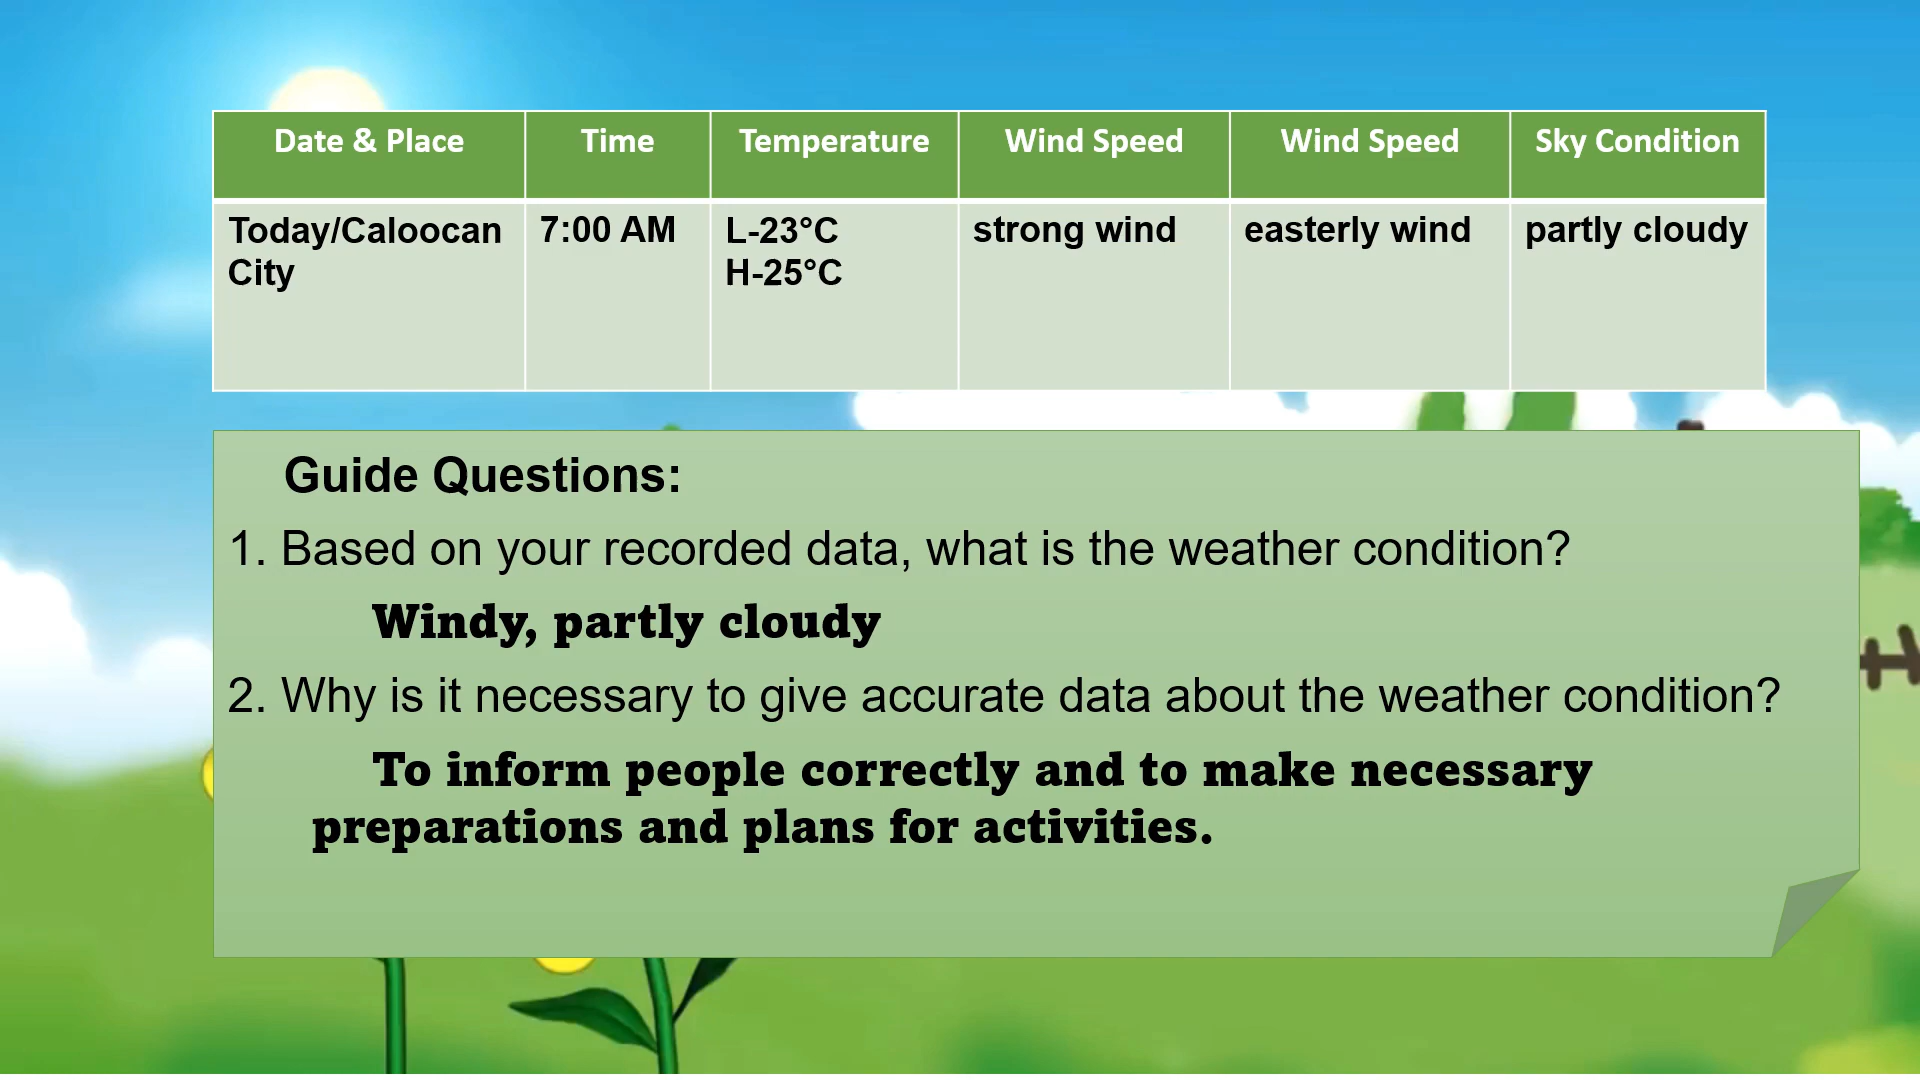 Date & Place Time Temperature Wind Speed Wind Speed Sky Condition
Today/Caloocan City 7:00 AM L-23°C H-25°C strong wind easterly wind partly cloudy
Guide Questions:
1. Based on your recorded data, what is the weather condition?
Windy, partly cloudy
2. Why is it necessary to give accurate data about the weather condition?
To inform people correctly and to make necessary
preparations and plans for activities.